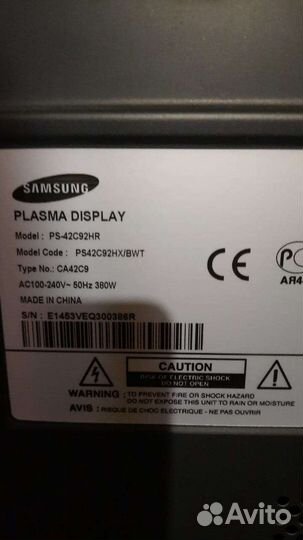 SAMSUNG
PLASMA DISPLAY
Model : PS-42C92HR
Model Code : PS42C92HX/BWT
Type No.: CA42C9
AC100-240V~ 50Hz 380W
MADE IN CHINA
S/N : E1453VEQ300386R
CE
PC
АЯ4
CAUTION
RISK OF ELECTRIC SHOCK
DO NOT OPEN
WARNING : TO PREVENT FIRE OR SHOCK HAZARD
DO NOT EXPOSE THIS UNIT TO RAIN OR MOISTURE
AVIS : RISQUE DE CHOC ELECTRIQUE - NE PAS OUVRIR
Avito